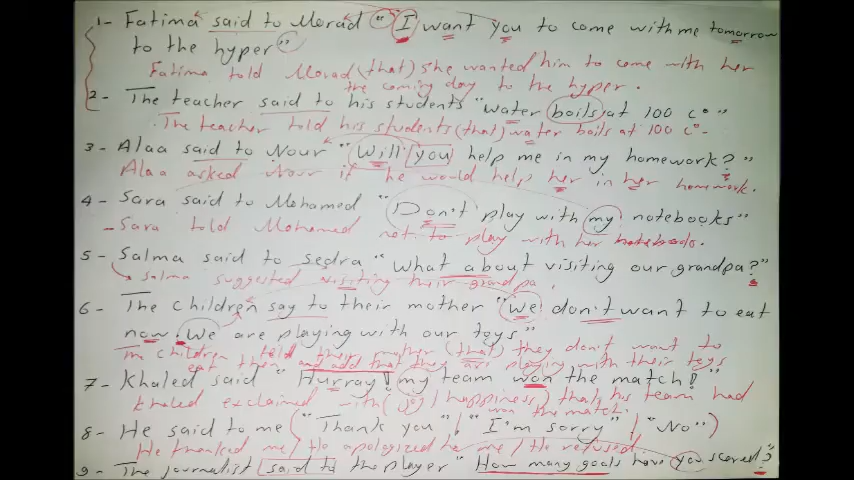 1- Fatima said to Morad "I want you to come with me tomorrow
to the hyper"
Fatima told Morad (that) she wanted him to come with her
the coming day to the hyper.
2- The teacher said to his students "water boils at 100 c°"
The teacher told his students (that) water boils at 100 c°-
3- Alaa said to Nour "Will you help me in my homework?"
Alaa asked Nour if he would help her in her homework.
4- Sara said to Mohamed "Don't play with my notebooks"
- Sara told Mohamed not to play with her notebooks.
5- Salma said to sedra "what about visiting our grandpa?"
Salma suggested visiting their grandpa.
6- The children say to their mother "we don't want to eat
now. We are playing with our toys"
The children told their mother (that) they don't want to
eat then and add that they are playing with their toys
7- Khaled said "Hurray! my team won the match!"
Khaled exclaimed with (joy/happiness) that his team had
won the match.
8- He said to me ("Thank you" / "I'm sorry" / "No")
He thanked me / He apologized me / He refused
9- The journalist said to the player "How many goals have you scored?